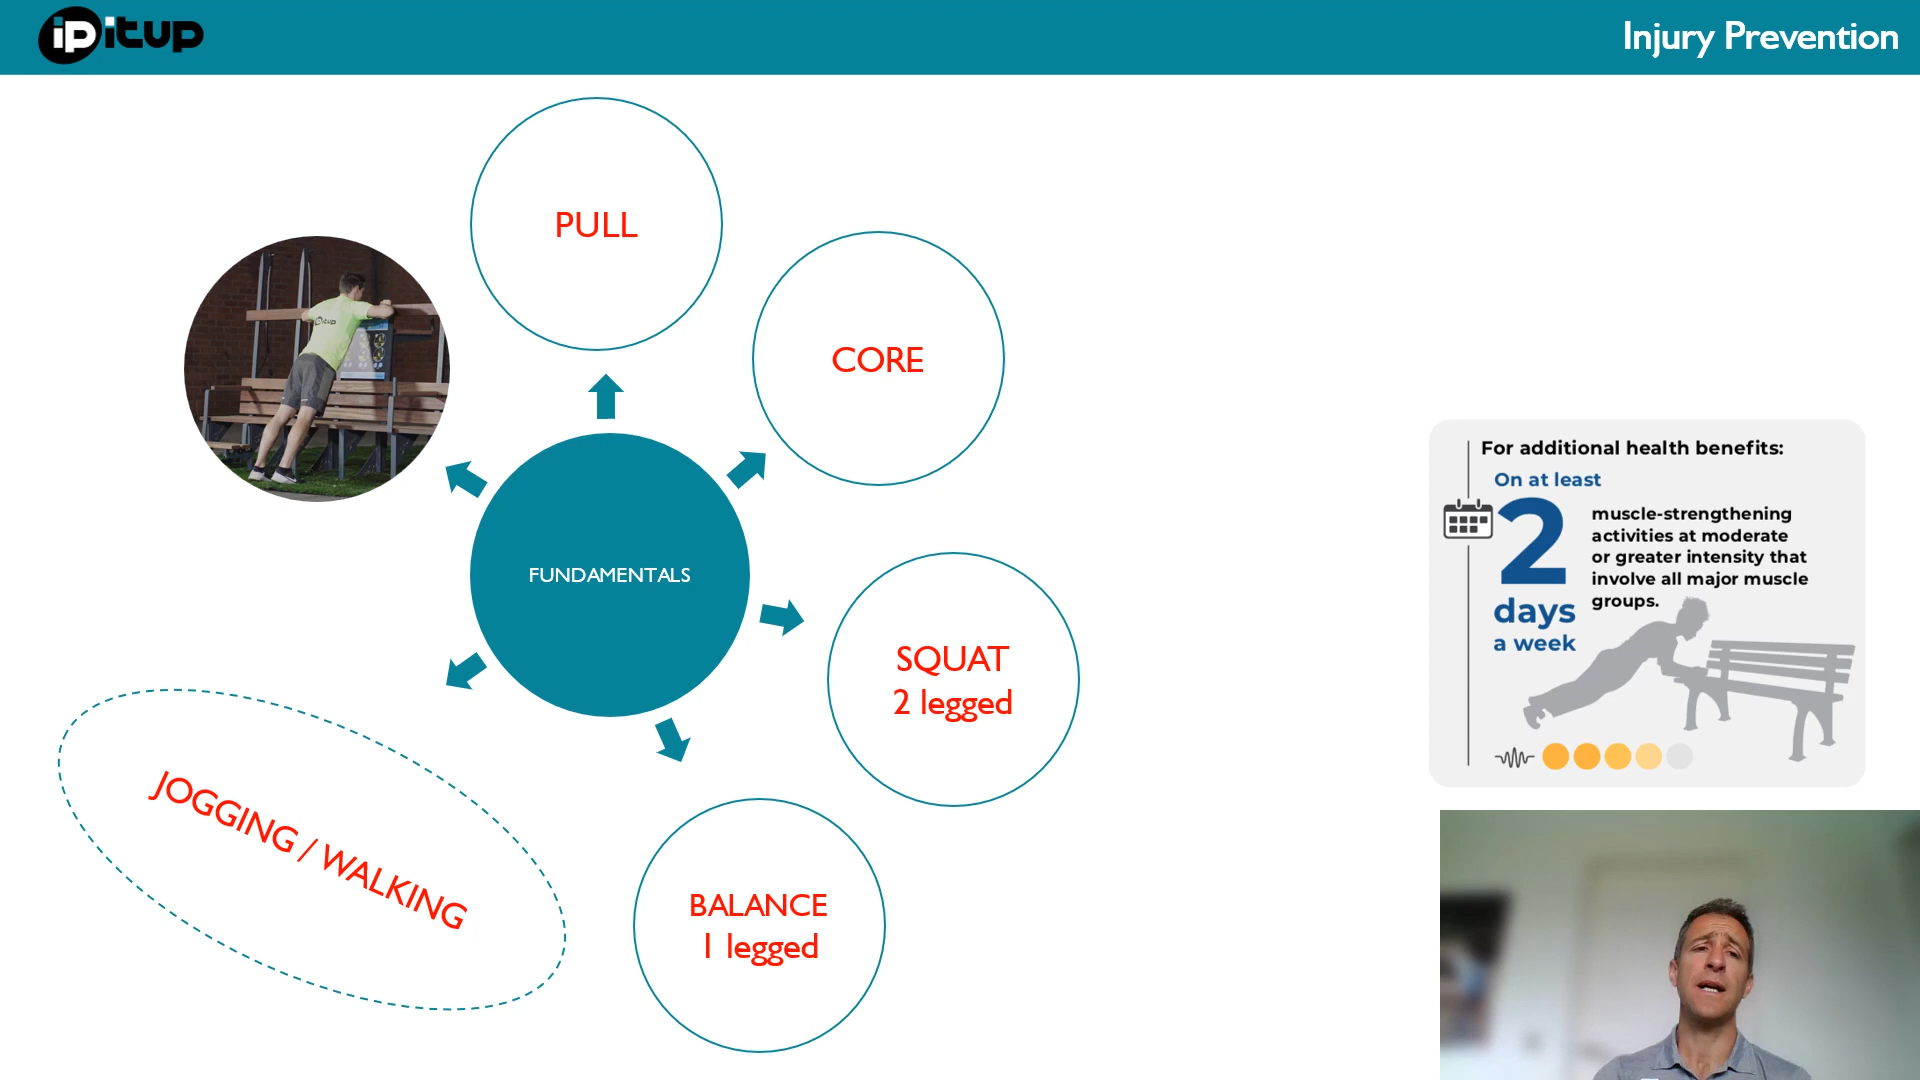 ipitup
Injury Prevention
PULL
CORE
ipitup
FUNDAMENTALS
SQUAT
2 legged
BALANCE
1 legged
JOGGING / WALKING
For additional health benefits:
On at least
2
days
a week
muscle-strengthening
activities at moderate
or greater intensity that
involve all major muscle
groups.